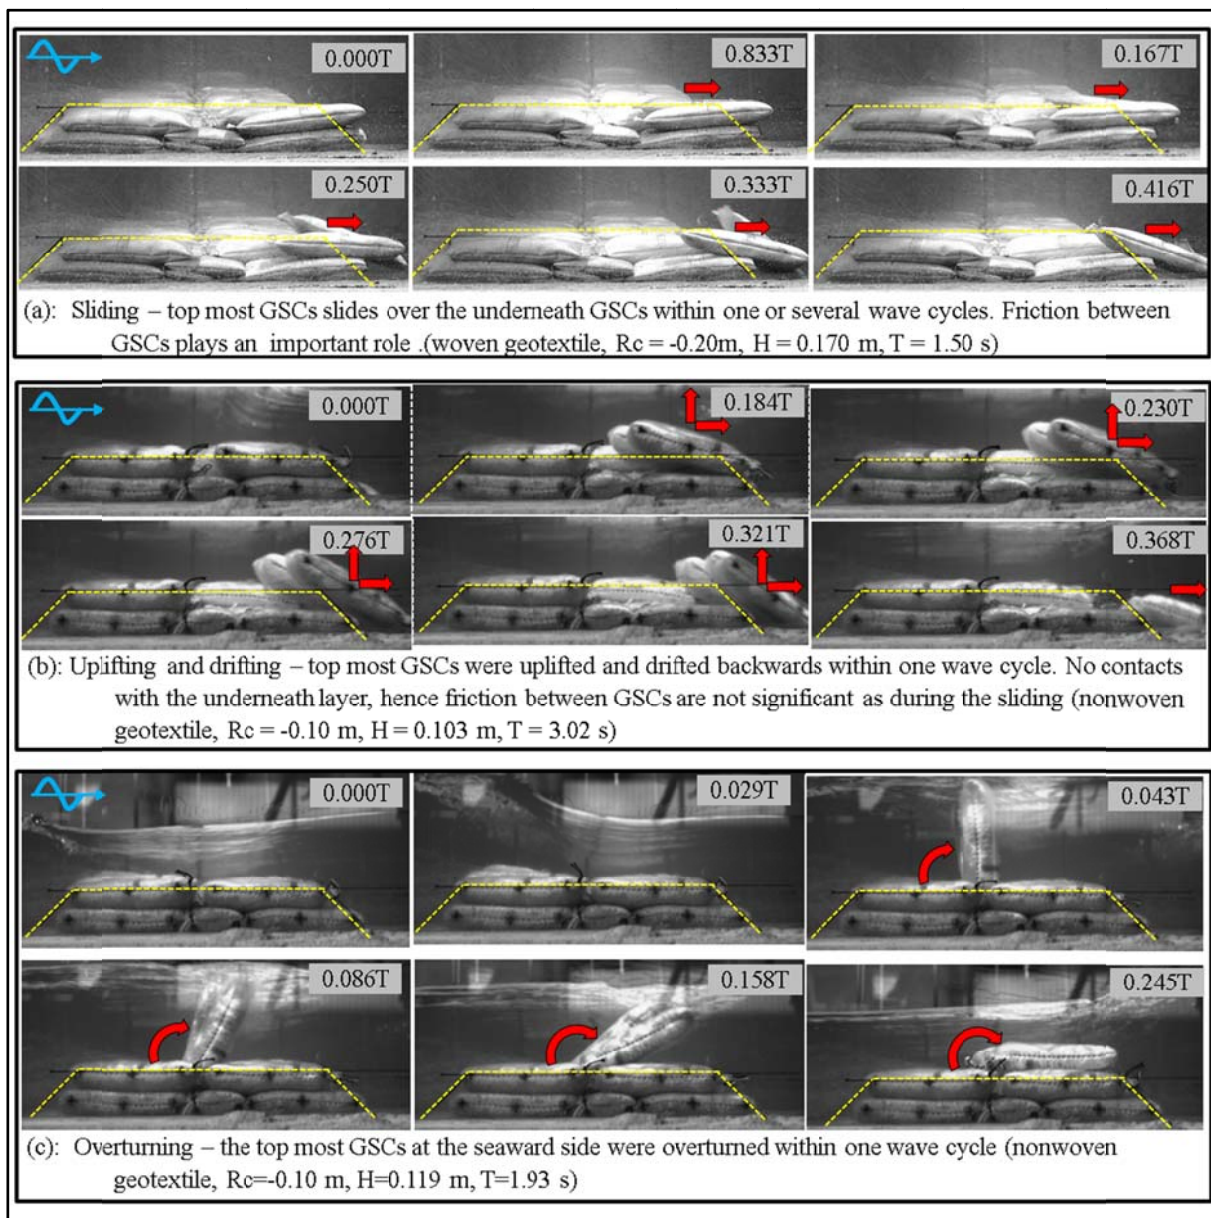 0.000T
0.833T
0.167T
0.250T
0.333T
0.416T
(a): Sliding – top most GSCs slides over the underneath GSCs within one or several wave cycles. Friction between
GSCs plays an important role .(woven geotextile, Rc = -0.20m, H = 0.170 m, T = 1.50 s)
0.000T
0.184T
0.230T
0.276T
0.321T
0.368T
(b): Uplifting and drifting – top most GSCs were uplifted and drifted backwards within one wave cycle. No contacts
with the underneath layer, hence friction between GSCs are not significant as during the sliding (nonwoven
geotextile, Rc = -0.10 m, H = 0.103 m, T = 3.02 s)
0.000T
0.029T
0.043T
0.086T
0.158T
0.245T
(c): Overturning – the top most GSCs at the seaward side were overturned within one wave cycle (nonwoven
geotextile, Rc=-0.10 m, H=0.119 m, T=1.93 s)